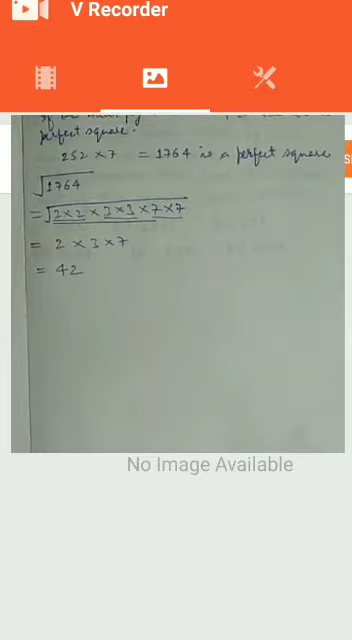 V Recorder
perfect square.
252 × 7 = 1764 is a perfect square
√1764
= √2×2×3×3×7×7
= 2 × 3 × 7
= 42
No Image Available